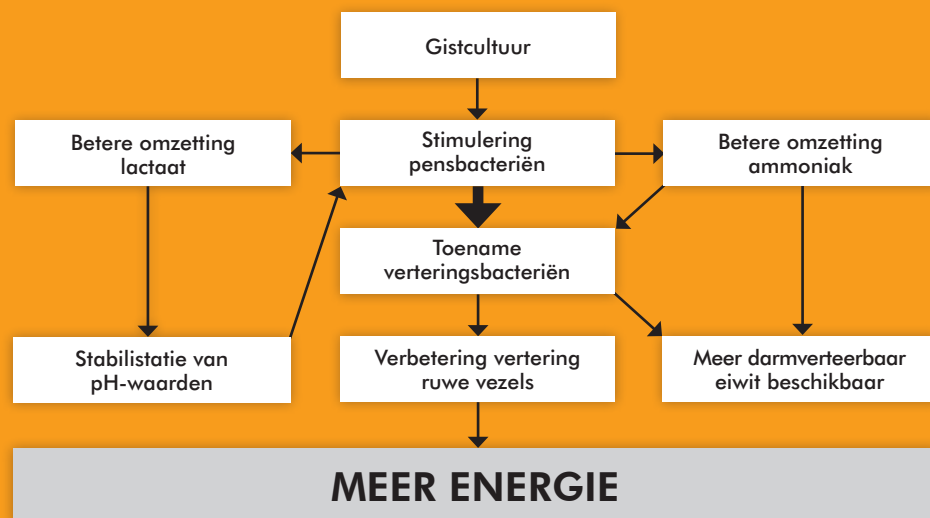 Gistcultuur
Betere omzetting
lactaat
Stimulering
pensbacteriën
Betere omzetting
ammoniak
Toename
verteringsbacteriën
Stabilistatie van
pH-waarden
Verbetering vertering
ruwe vezels
Meer darmverteerbaar
eiwit beschikbaar
MEER ENERGIE